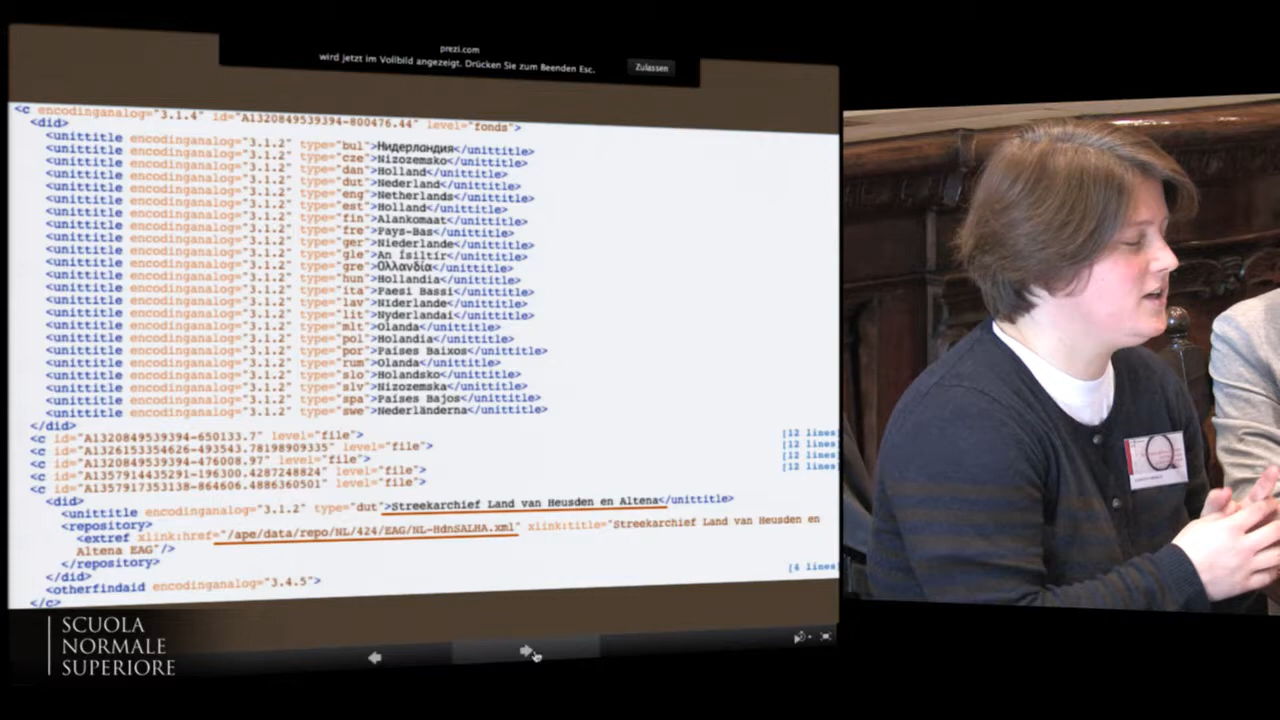 prezi.com
wird jetzt im Vollbild angezeigt. Drücken Sie zum Beenden Esc.
Zulassen
<c encodinganalog="3.1.4" id="A1320849539394-800476.44" level="fonds">
<did>
<unittitle encodinganalog="3.1.2" type="bul">Нидерландия</unittitle>
<unittitle encodinganalog="3.1.2" type="cze">Nizozemsko</unittitle>
<unittitle encodinganalog="3.1.2" type="dan">Holland</unittitle>
<unittitle encodinganalog="3.1.2" type="dut">Nederland</unittitle>
<unittitle encodinganalog="3.1.2" type="eng">Netherlands</unittitle>
<unittitle encodinganalog="3.1.2" type="est">Holland</unittitle>
<unittitle encodinganalog="3.1.2" type="fin">Alankomaat</unittitle>
<unittitle encodinganalog="3.1.2" type="fre">Pays-Bas</unittitle>
<unittitle encodinganalog="3.1.2" type="ger">Niederlande</unittitle>
<unittitle encodinganalog="3.1.2" type="gle">An ísiltír</unittitle>
<unittitle encodinganalog="3.1.2" type="gre">Ολλανδία</unittitle>
<unittitle encodinganalog="3.1.2" type="hun">Hollandia</unittitle>
<unittitle encodinganalog="3.1.2" type="ita">Paesi Bassi</unittitle>
<unittitle encodinganalog="3.1.2" type="lav">Niderlande</unittitle>
<unittitle encodinganalog="3.1.2" type="lit">Nyderlandai</unittitle>
<unittitle encodinganalog="3.1.2" type="mlt">Olanda</unittitle>
<unittitle encodinganalog="3.1.2" type="pol">Holandia</unittitle>
<unittitle encodinganalog="3.1.2" type="por">Países Baixos</unittitle>
<unittitle encodinganalog="3.1.2" type="rum">Olanda</unittitle>
<unittitle encodinganalog="3.1.2" type="slo">Holandsko</unittitle>
<unittitle encodinganalog="3.1.2" type="slv">Nizozemska</unittitle>
<unittitle encodinganalog="3.1.2" type="spa">Países Bajos</unittitle>
<unittitle encodinganalog="3.1.2" type="swe">Nederländerna</unittitle>
</did>
<c id="A1320849539394-650133.7" level="file"> [12 lines]
<c id="A1326153354626-493543.78198909335" level="file"> [12 lines]
<c id="A1320849539394-476008.97" level="file"> [12 lines]
<c id="A1357914435291-196300.4287248824" level="file"> [12 lines]
<c id="A1357917353138-864606.4886360501" level="file">
<did>
<unittitle encodinganalog="3.1.2" type="dut">Streekarchief Land van Heusden en Altena</unittitle>
<repository>
<extref xlink:href="/ape/data/repo/NL/424/EAG/NL-HdnSALHA.xml" xlink:title="Streekarchief Land van Heusden en
Altena EAG"/>
</repository>
</did>
<otherfindaid encodinganalog="3.4.5"> [6 lines]
</c>
SCUOLA
NORMALE
SUPERIORE